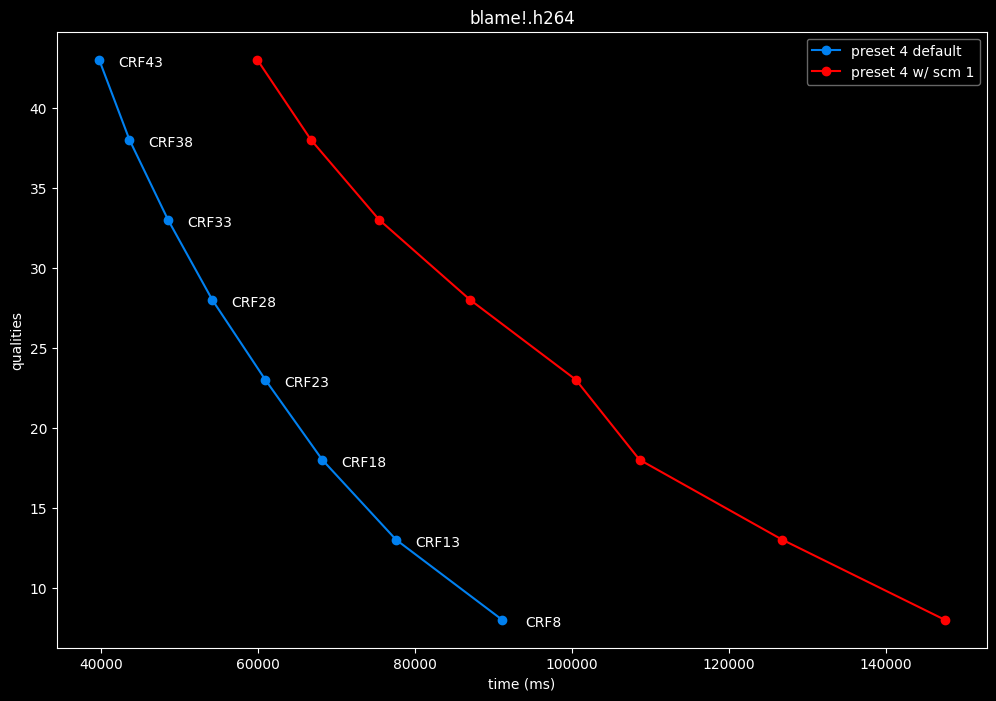 blame!.h264
preset 4 default
preset 4 w/ scm 1
CRF43
CRF38
CRF33
CRF28
CRF23
CRF18
CRF13
CRF8
qualities
40
35
30
25
20
15
10
40000 60000 80000 100000 120000 140000
time (ms)